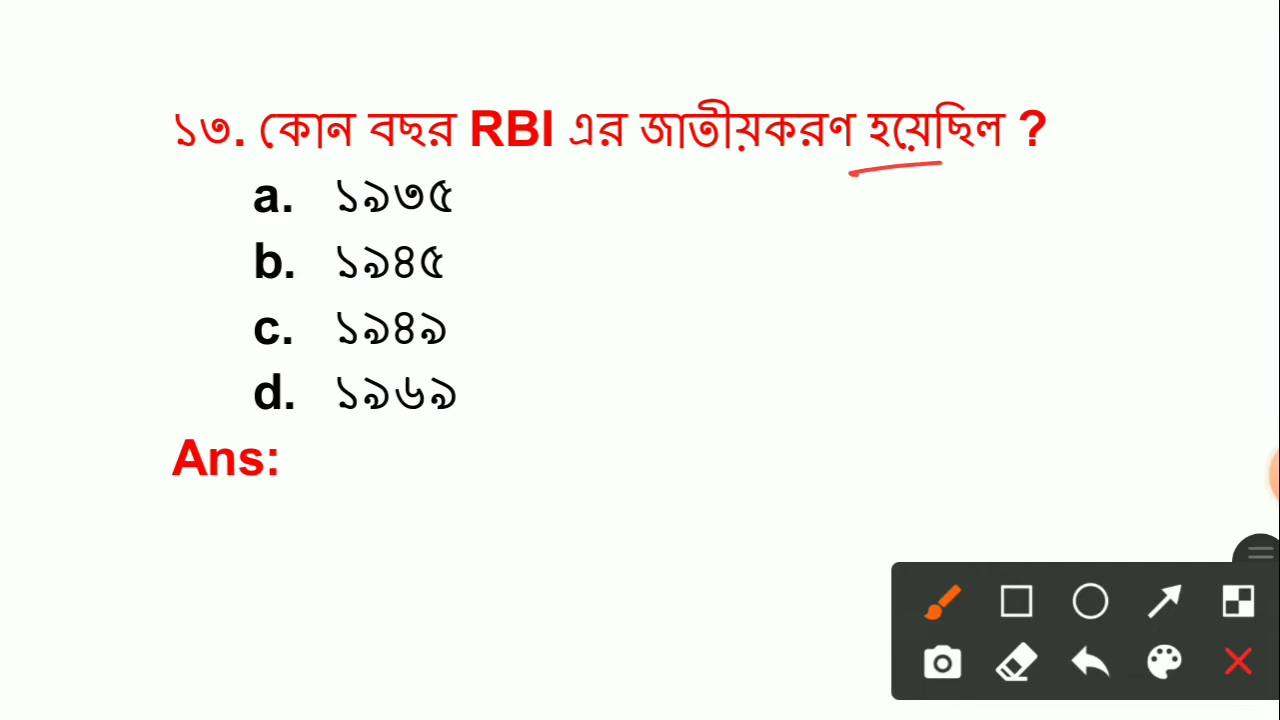 ১৩. কোন বছর RBI এর জাতীয়করণ হয়েছিল ?
a. ১৯৩৫
b. ১৯৪৫
c. ১৯৪৯
d. ১৯৬৯
Ans: